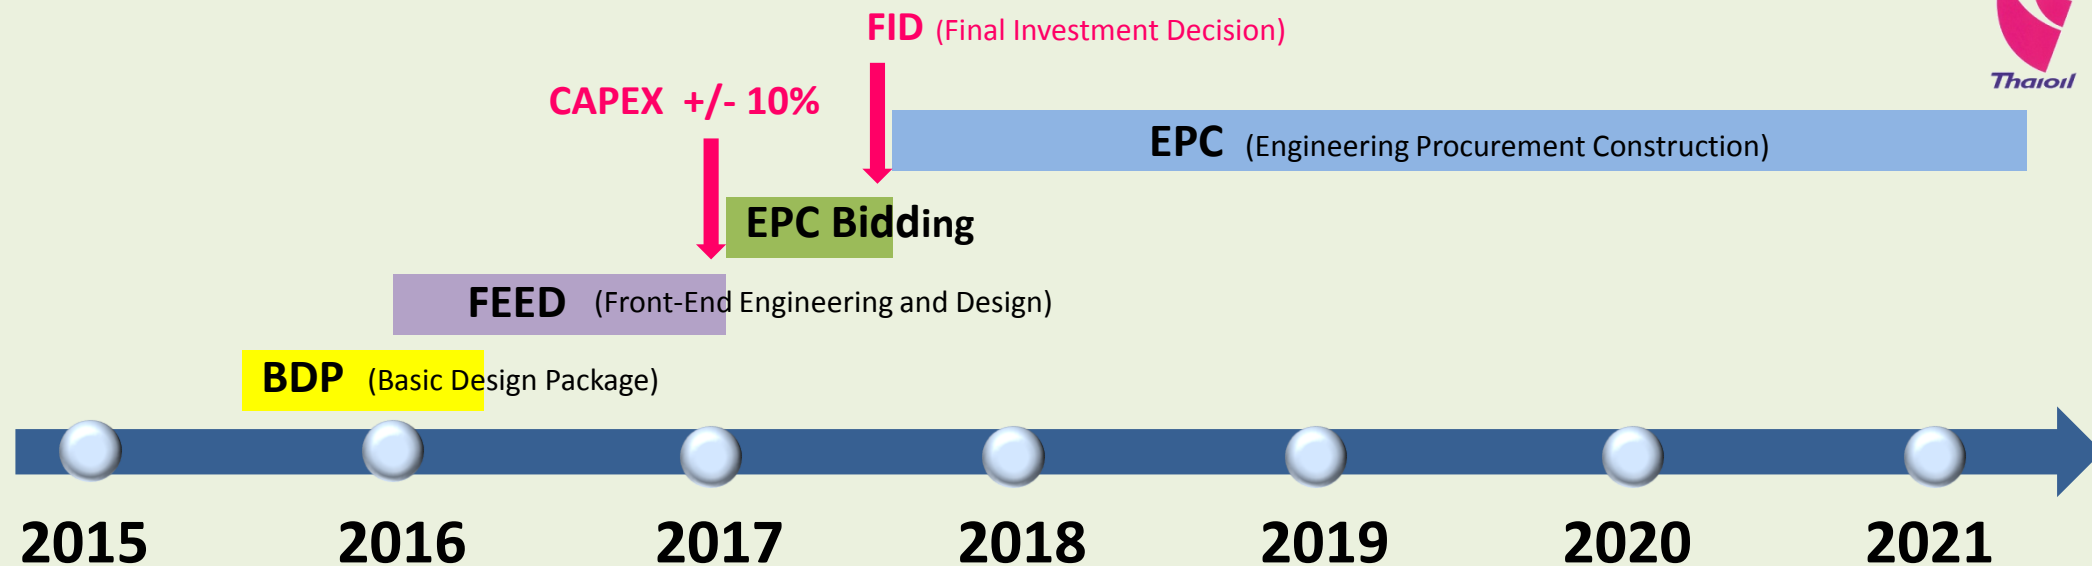 FID (Final Investment Decision)
Thaioil
CAPEX +/- 10%
EPC (Engineering Procurement Construction)
EPC Bidding
FEED (Front-End Engineering and Design)
BDP (Basic Design Package)
2015 2016 2017 2018 2019 2020 2021